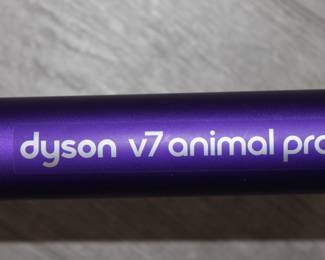 dyson v7 animal pro